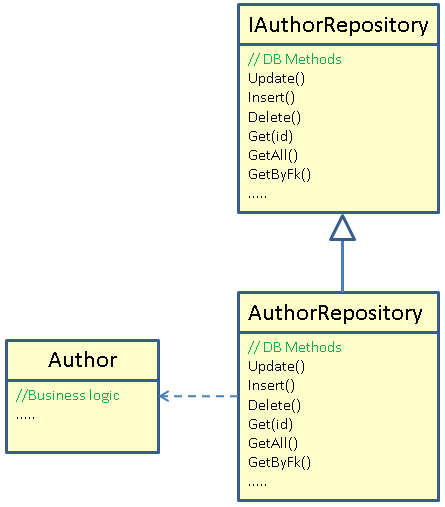 IAuthorRepository
// DB Methods
Update()
Insert()
Delete()
Get(id)
GetAll()
GetByFk()
.....
AuthorRepository
// DB Methods
Update()
Insert()
Delete()
Get(id)
GetAll()
GetByFk()
.....
Author
//Business logic
.....